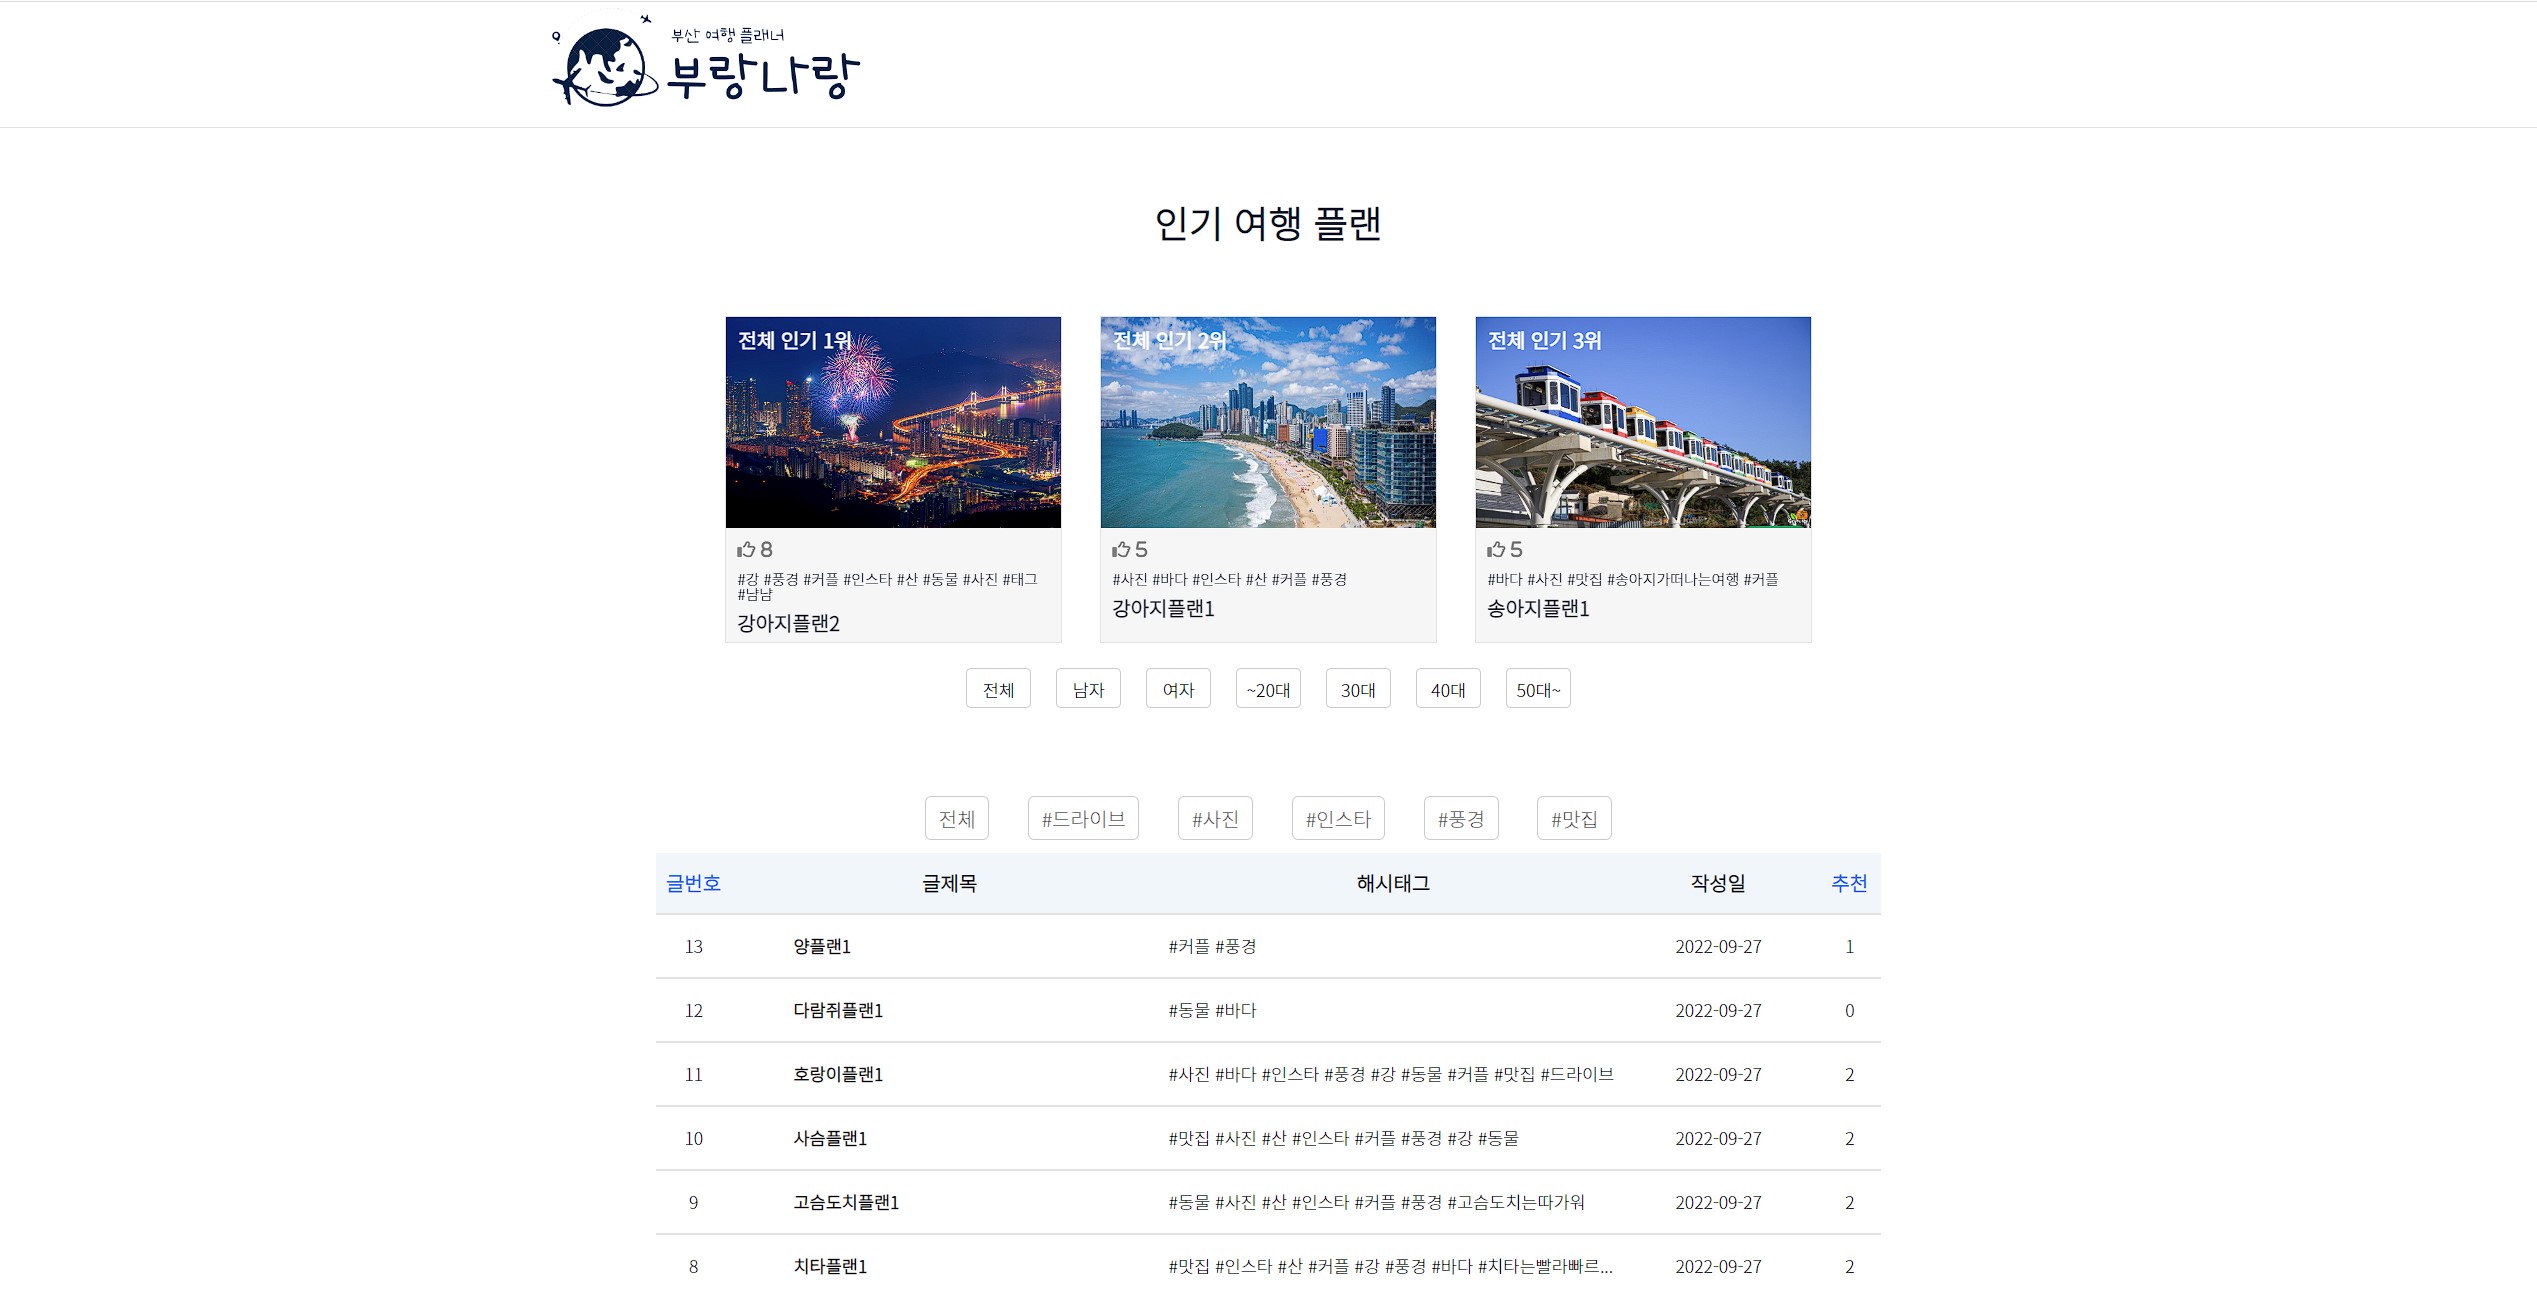 부산 여행 플래너
부랑나랑
인기 여행 플랜
전체 인기 1위
전체 인기 2위
전체 인기 3위
8
#강 #풍경 #커플 #인스타 #산 #동물 #사진 #태그
#냠냠
강아지플랜2
5
#사진 #바다 #인스타 #산 #커플 #풍경
강아지플랜1
5
#바다 #사진 #맛집 #송아지가떠나는여행 #커플
송아지플랜1
전체 남자 여자 ~20대 30대 40대 50대~
전체 #드라이브 #사진 #인스타 #풍경 #맛집
글번호 글제목 해시태그 작성일 추천
13 양플랜1 #커플 #풍경 2022-09-27 1
12 다람쥐플랜1 #동물 #바다 2022-09-27 0
11 호랑이플랜1 #사진 #바다 #인스타 #풍경 #강 #동물 #커플 #맛집 #드라이브 2022-09-27 2
10 사슴플랜1 #맛집 #사진 #산 #인스타 #커플 #풍경 #강 #동물 2022-09-27 2
9 고슴도치플랜1 #동물 #사진 #산 #인스타 #커플 #풍경 #고슴도치는따가워 2022-09-27 2
8 치타플랜1 #맛집 #인스타 #산 #커플 #강 #풍경 #바다 #치타는빨라빠르... 2022-09-27 2